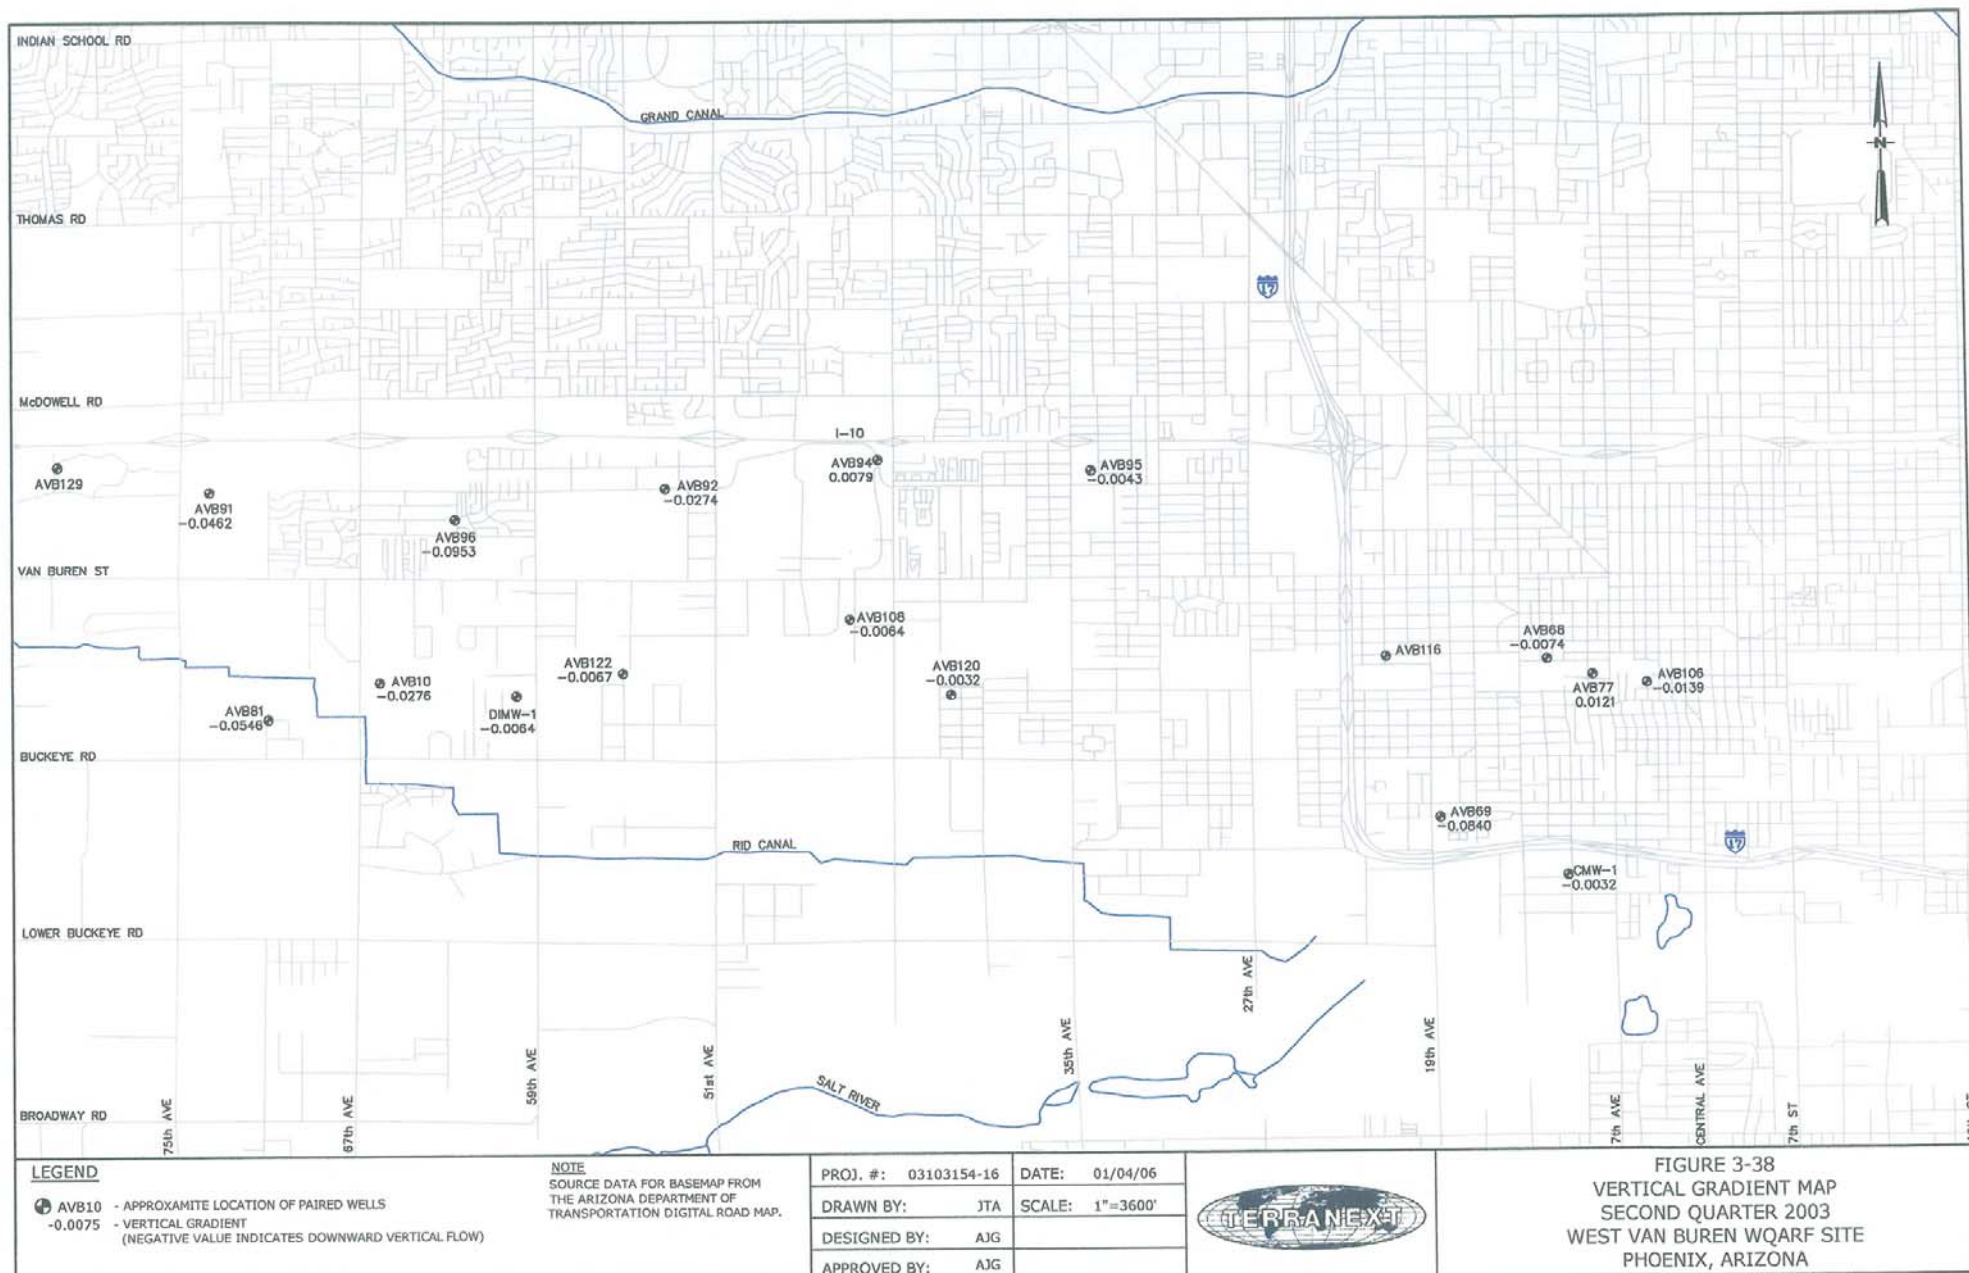 INDIAN SCHOOL RD
GRAND CANAL
N
THOMAS RD
17
McDOWELL RD
I-10
AVB129
AVB91
-0.0462
AVB96
-0.0953
AVB92
-0.0274
AVB94
0.0079
AVB95
-0.0043
VAN BUREN ST
AVB108
-0.0064
AVB122
-0.0067
AVB120
-0.0032
AVB116
AVB68
-0.0074
AVB77
0.0121
AVB106
-0.0139
AVB10
-0.0276
DIMW-1
-0.0064
AVB81
-0.0546
BUCKEYE RD
AVB69
-0.0840
17
RID CANAL
CMW-1
-0.0032
LOWER BUCKEYE RD
SALT RIVER
BROADWAY RD
75th AVE
67th AVE
59th AVE
51st AVE
35th AVE
27th AVE
19th AVE
7th AVE
CENTRAL AVE
7th ST
LEGEND
AVB10 - APPROXAMITE LOCATION OF PAIRED WELLS
-0.0075 - VERTICAL GRADIENT
(NEGATIVE VALUE INDICATES DOWNWARD VERTICAL FLOW)
NOTE
SOURCE DATA FOR BASEMAP FROM
THE ARIZONA DEPARTMENT OF
TRANSPORTATION DIGITAL ROAD MAP.
PROJ. #: 03103154-16 DATE: 01/04/06
DRAWN BY: JTA SCALE: 1"=3600'
DESIGNED BY: AJG
APPROVED BY: AJG
TERRANEXT
FIGURE 3-38
VERTICAL GRADIENT MAP
SECOND QUARTER 2003
WEST VAN BUREN WQARF SITE
PHOENIX, ARIZONA